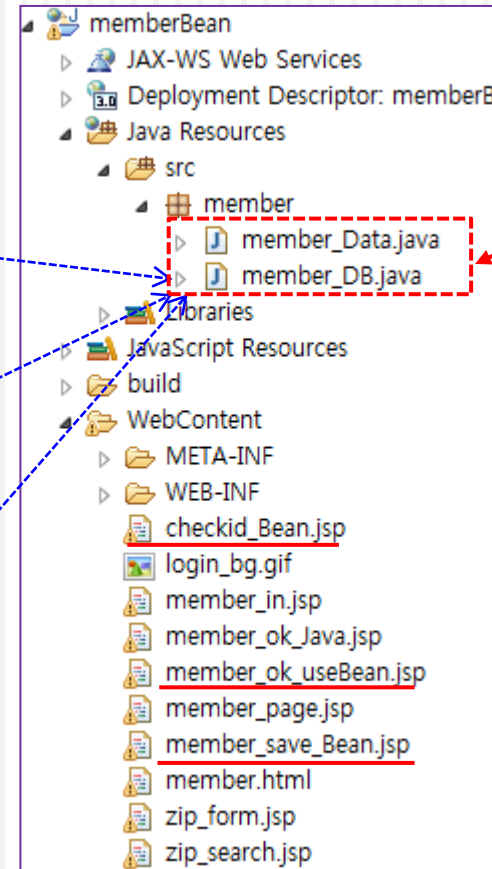 memberBean
JAX-WS Web Services
3.0 Deployment Descriptor: memberB
Java Resources
src
member
J member_Data.java
J member_DB.java
Libraries
JavaScript Resources
build
WebContent
META-INF
WEB-INF
checkid_Bean.jsp
login_bg.gif
member_in.jsp
member_ok_Java.jsp
member_ok_useBean.jsp
member_page.jsp
member_save_Bean.jsp
member.html
zip_form.jsp
zip_search.jsp